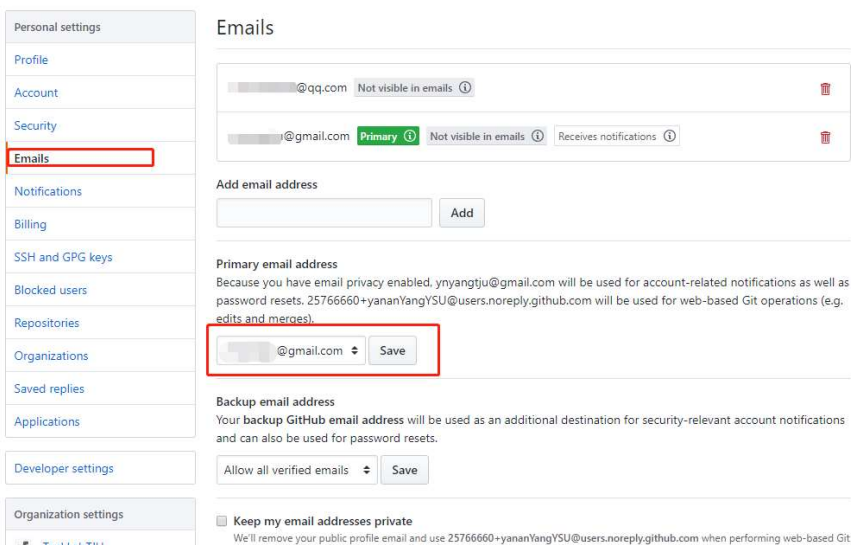 Personal settings
Profile
Account
Security
Emails
Notifications
Billing
SSH and GPG keys
Blocked users
Repositories
Organizations
Saved replies
Applications
Developer settings
Organization settings
Emails
@qq.com Not visible in emails
@gmail.com Primary Not visible in emails Receives notifications
Add email address
Add
Primary email address
Because you have email privacy enabled, ynyangtju@gmail.com will be used for account-related notifications as well as
password resets. 25766660+yananYangYSU@users.noreply.github.com will be used for web-based Git operations (e.g.
edits and merges).
@gmail.com Save
Backup email address
Your backup GitHub email address will be used as an additional destination for security-relevant account notifications
and can also be used for password resets.
Allow all verified emails Save
Keep my email addresses private
We'll remove your public profile email and use 25766660+yananYangYSU@users.noreply.github.com when performing web-based Git